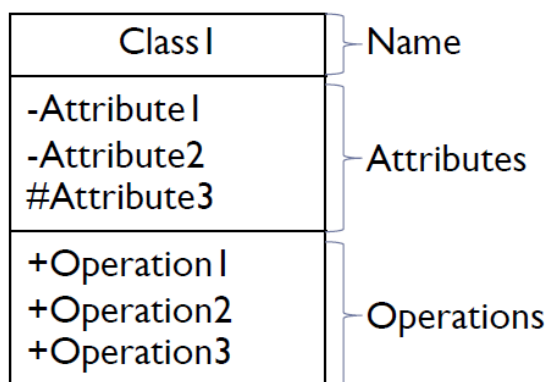 Class1
Name
-Attribute1
-Attribute2
#Attribute3
Attributes
+Operation1
+Operation2
+Operation3
Operations